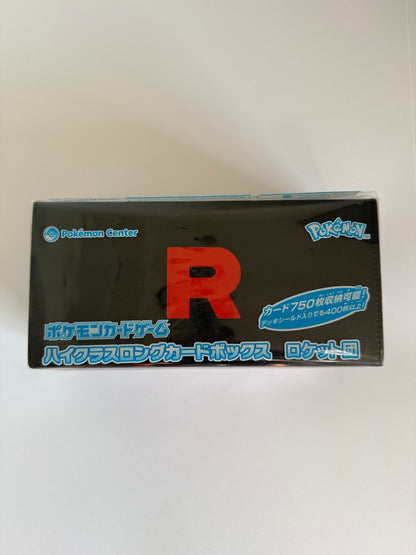 Pokémon Center
POKéMON
R
カード750枚収納可能!
デッキシールド入りでも400枚以上!
ポケモンカードゲーム
ハイクラスロングカードボックス ロケット団